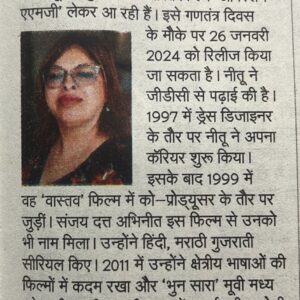 एएमजी' लेकर आ रही हैं। इसे गणतंत्र दिवस
के मौके पर 26 जनवरी
2024 को रिलीज किया
जा सकता है। नीतू ने
जीडीसी से पढ़ाई की है।
1997 में ड्रेस डिजाइनर
के तौर पर नीतू ने अपना
कॅरियर शुरू किया।
इसके बाद 1999 में
वह 'वास्तव' फिल्म में को-प्रोड्यूसर के तौर पर
जुड़ीं। संजय दत्त अभिनीत इस फिल्म से उनको
भी नाम मिला। उन्होंने हिंदी, मराठी गुजराती
सीरियल किए। 2011 में उन्होंने क्षेत्रीय भाषाओं की
फिल्मों में कदम रखा और 'भुन सारा' मूवी मध्य